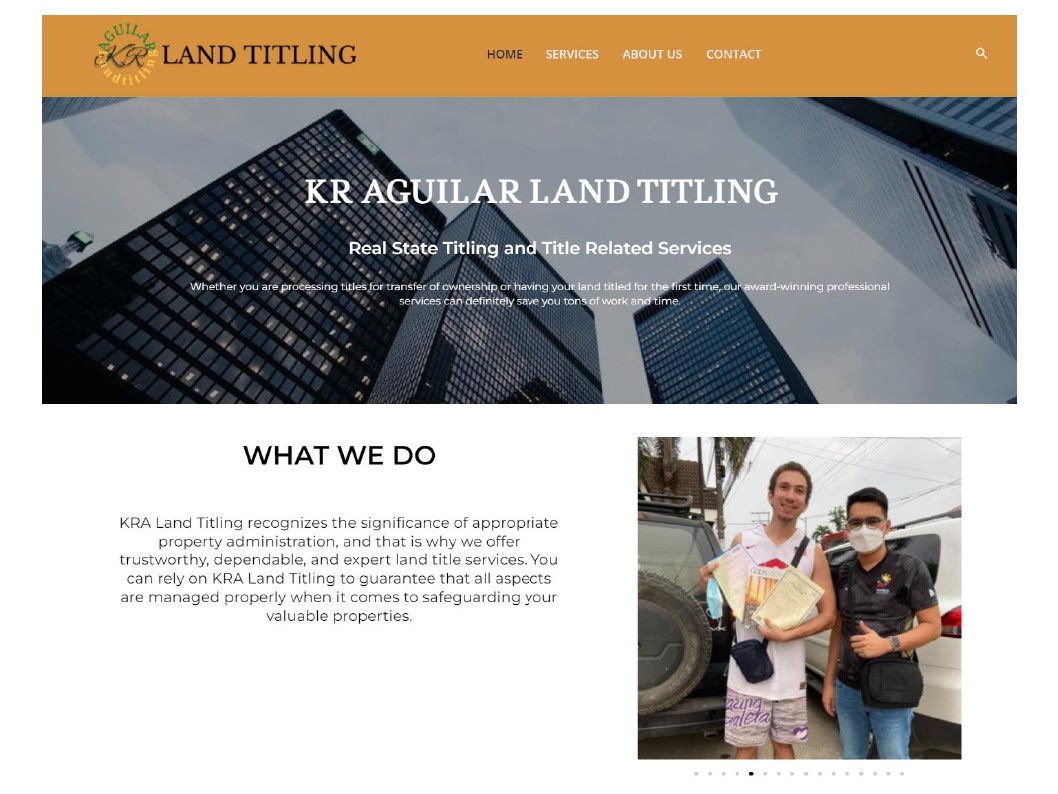 AGUILAR
KR
landtitling
LAND TITLING
HOME
SERVICES
ABOUT US
CONTACT
KR AGUILAR LAND TITLING
Real State Titling and Title Related Services
Whether you are processing titles for transfer of ownership or having your land titled for the first time, our award-winning professional
services can definitely save you tons of work and time.
WHAT WE DO
KRA Land Titling recognizes the significance of appropriate
property administration, and that is why we offer
trustworthy, dependable, and expert land title services. You
can rely on KRA Land Titling to guarantee that all aspects
are managed properly when it comes to safeguarding your
valuable properties.